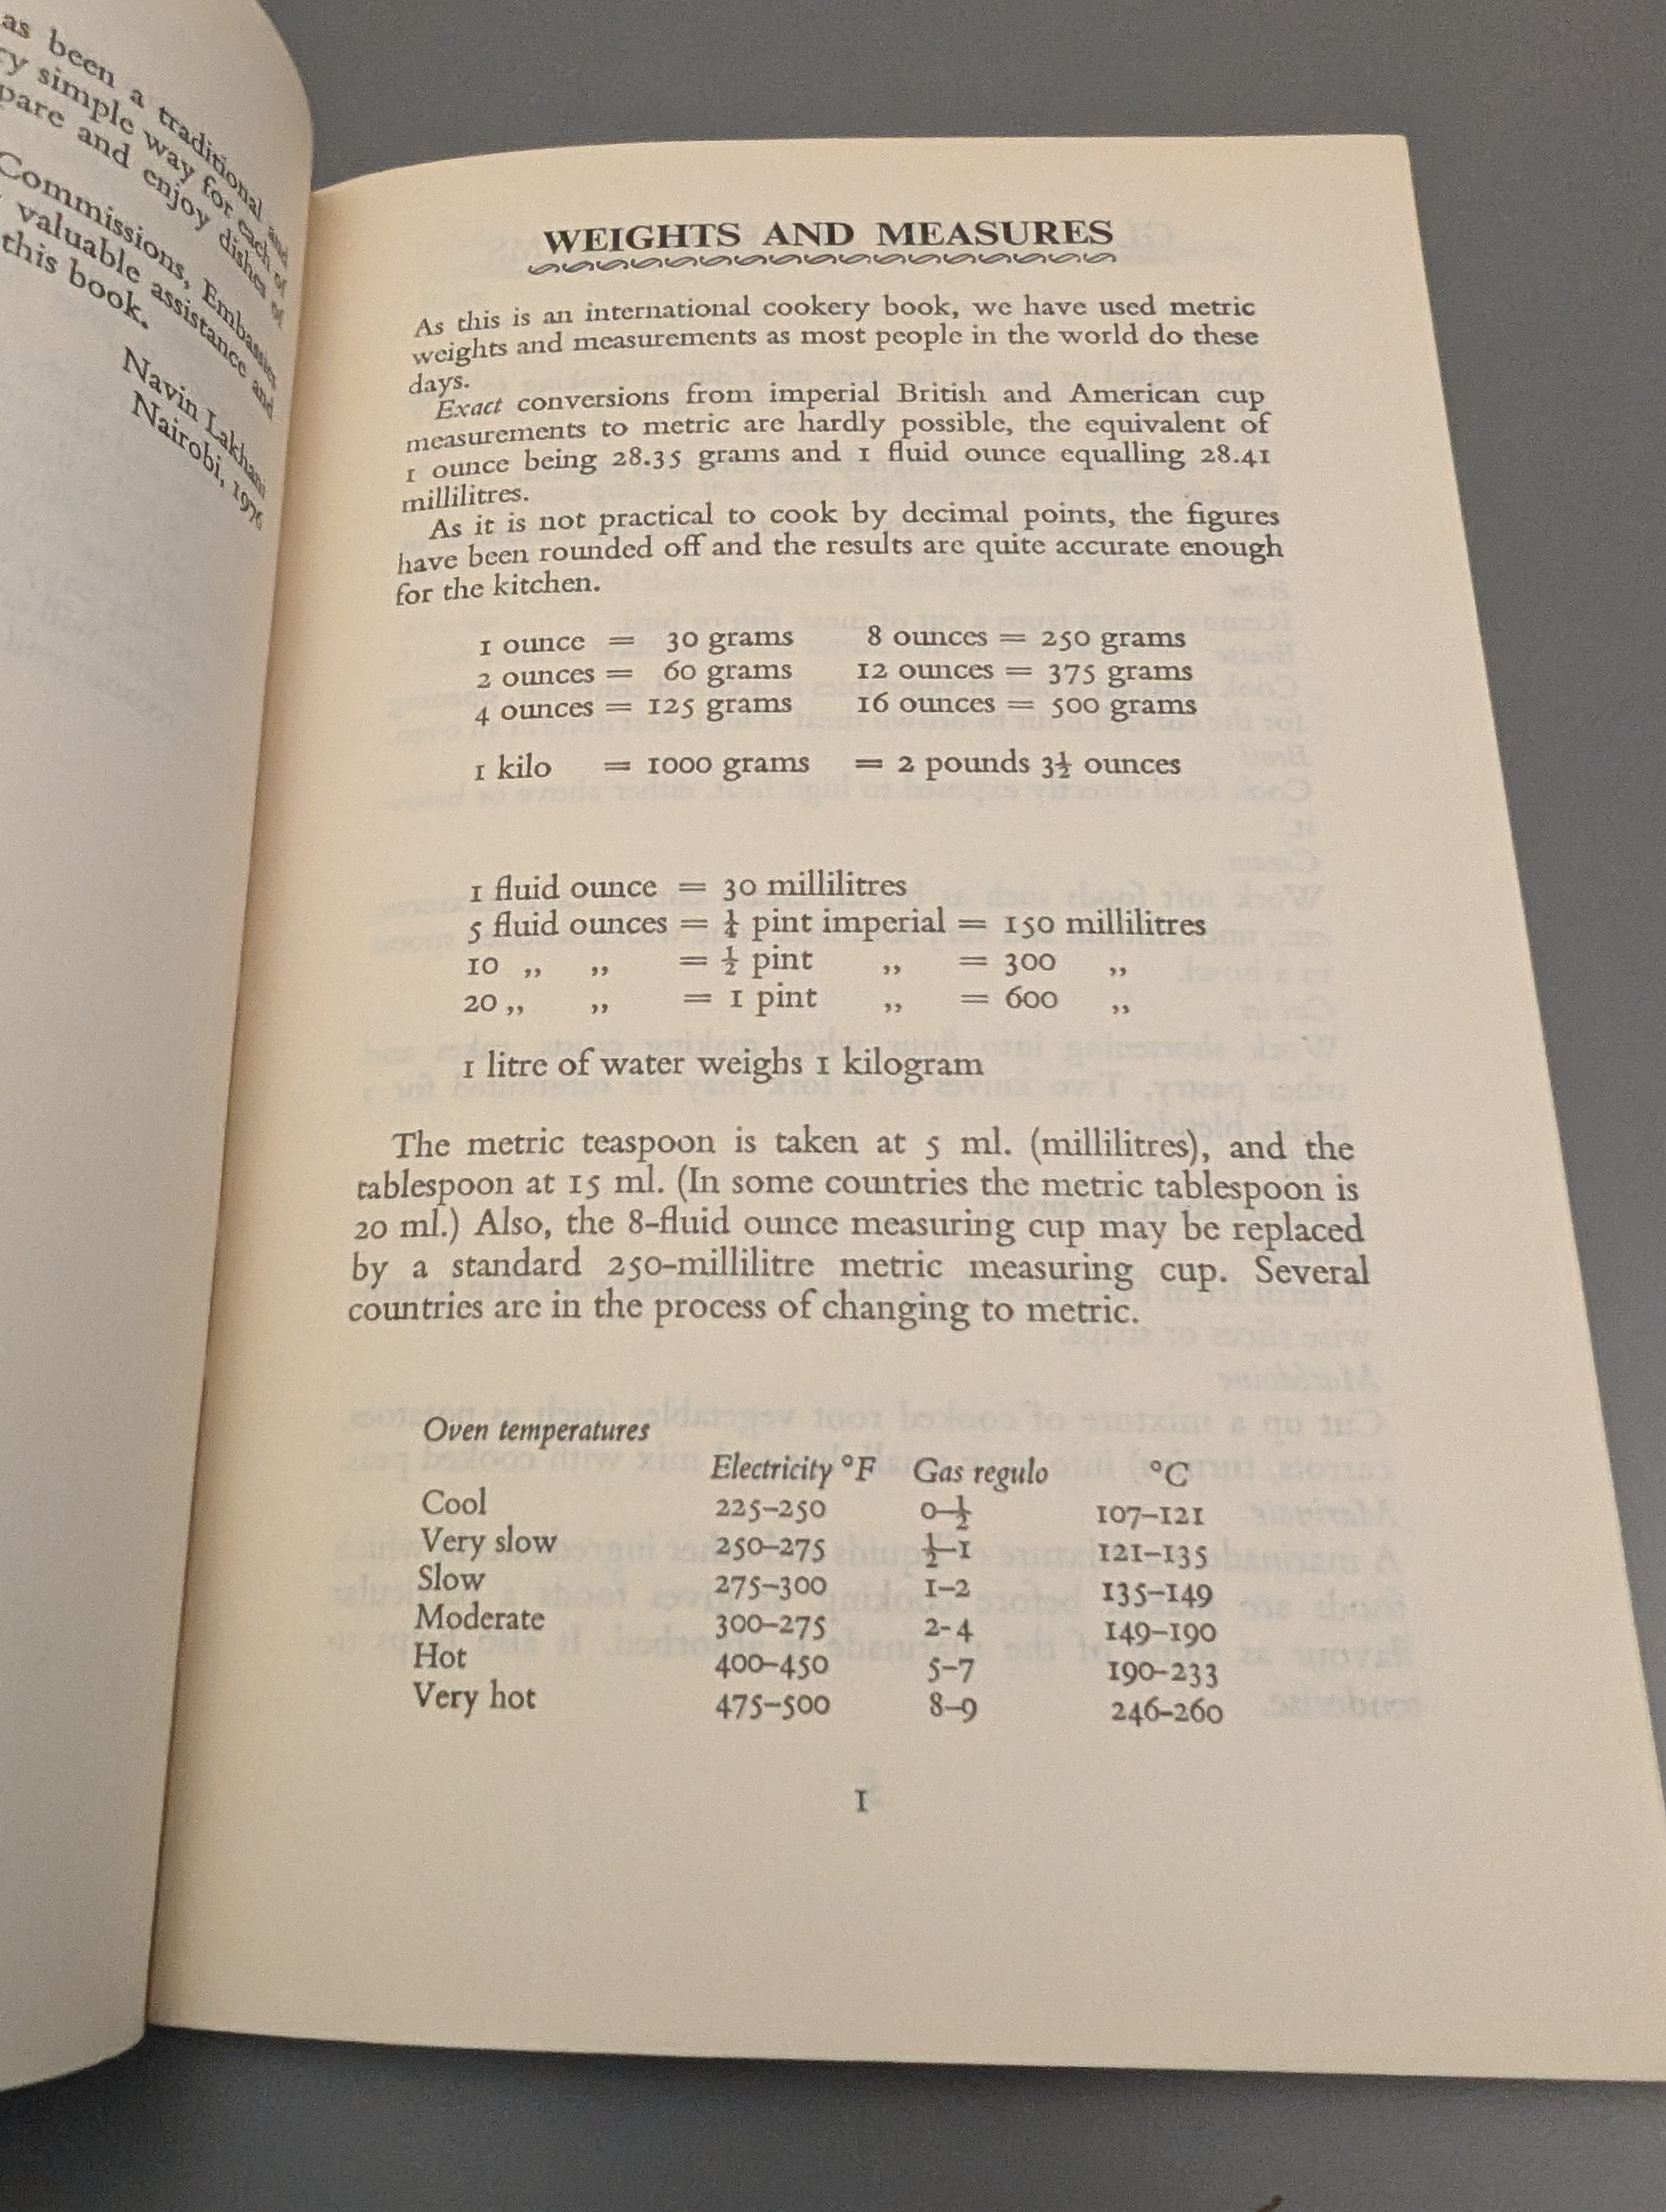 as been a traditional and
ry simple way for each of
pare and enjoy dishes of
Commissions, Embassies
valuable assistance and
this book.
Navin Lakhani
Nairobi, 1976
WEIGHTS AND MEASURES
As this is an international cookery book, we have used metric
weights and measurements as most people in the world do these
days.
Exact conversions from imperial British and American cup
measurements to metric are hardly possible, the equivalent of
1 ounce being 28.35 grams and 1 fluid ounce equalling 28.41
millilitres.
As it is not practical to cook by decimal points, the figures
have been rounded off and the results are quite accurate enough
for the kitchen.
1 ounce = 30 grams 8 ounces = 250 grams
2 ounces = 60 grams 12 ounces = 375 grams
4 ounces = 125 grams 16 ounces = 500 grams
1 kilo = 1000 grams = 2 pounds 3½ ounces
1 fluid ounce = 30 millilitres
5 fluid ounces = ¼ pint imperial = 150 millilitres
10 ,, ,, = ½ pint ,, = 300 ,,
20 ,, ,, = 1 pint ,, = 600 ,,
1 litre of water weighs 1 kilogram
The metric teaspoon is taken at 5 ml. (millilitres), and the
tablespoon at 15 ml. (In some countries the metric tablespoon is
20 ml.) Also, the 8-fluid ounce measuring cup may be replaced
by a standard 250-millilitre metric measuring cup. Several
countries are in the process of changing to metric.
Oven temperatures
Electricity °F Gas regulo °C
Cool 225–250 0–½ 107–121
Very slow 250–275 ½–1 121–135
Slow 275–300 1–2 135–149
Moderate 300–275 2-4 149–190
Hot 400–450 5–7 190–233
Very hot 475–500 8–9 246–260
1